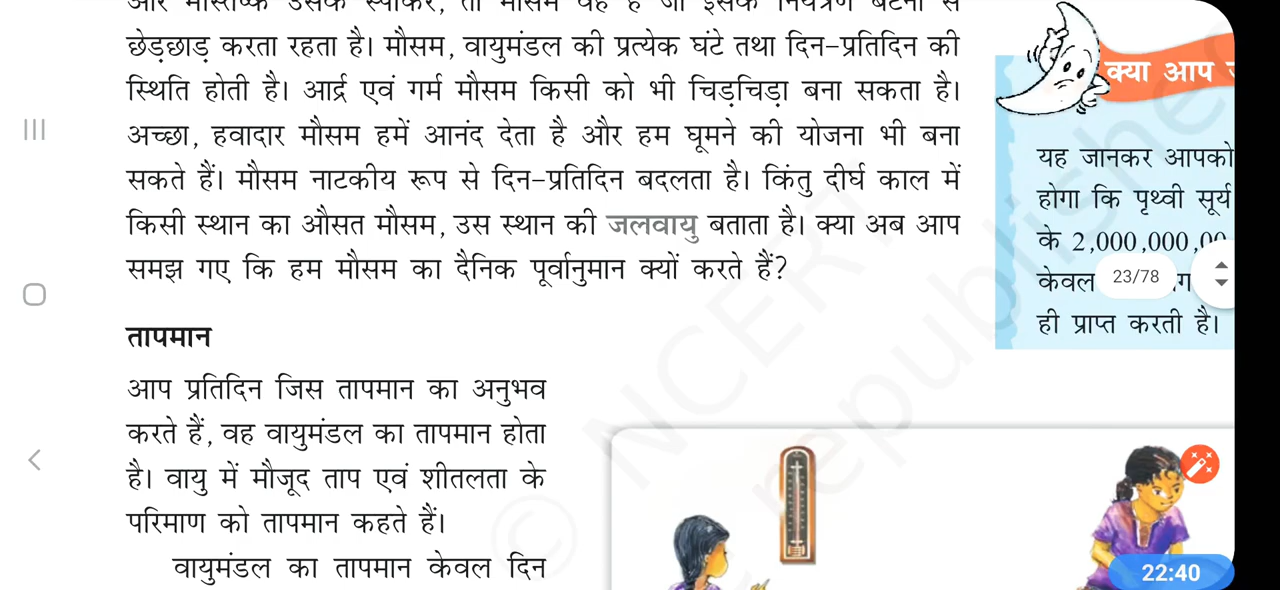 छेड़छाड़ करता रहता है। मौसम, वायुमंडल की प्रत्येक घंटे तथा दिन-प्रतिदिन की
स्थिति होती है। आर्द्र एवं गर्म मौसम किसी को भी चिड़चिड़ा बना सकता है।
अच्छा, हवादार मौसम हमें आनंद देता है और हम घूमने की योजना भी बना
सकते हैं। मौसम नाटकीय रूप से दिन-प्रतिदिन बदलता है। किंतु दीर्घ काल में
किसी स्थान का औसत मौसम, उस स्थान की जलवायु बताता है। क्या अब आप
समझ गए कि हम मौसम का दैनिक पूर्वानुमान क्यों करते हैं?
तापमान
आप प्रतिदिन जिस तापमान का अनुभव
करते हैं, वह वायुमंडल का तापमान होता
है। वायु में मौजूद ताप एवं शीतलता के
परिमाण को तापमान कहते हैं।
वायुमंडल का तापमान केवल दिन
क्या आप
यह जानकर आपको
होगा कि पृथ्वी सूर्य
के 2,000,000,00
केवल
ही प्राप्त करती है।
23/78
22:40
© NCERT
republished